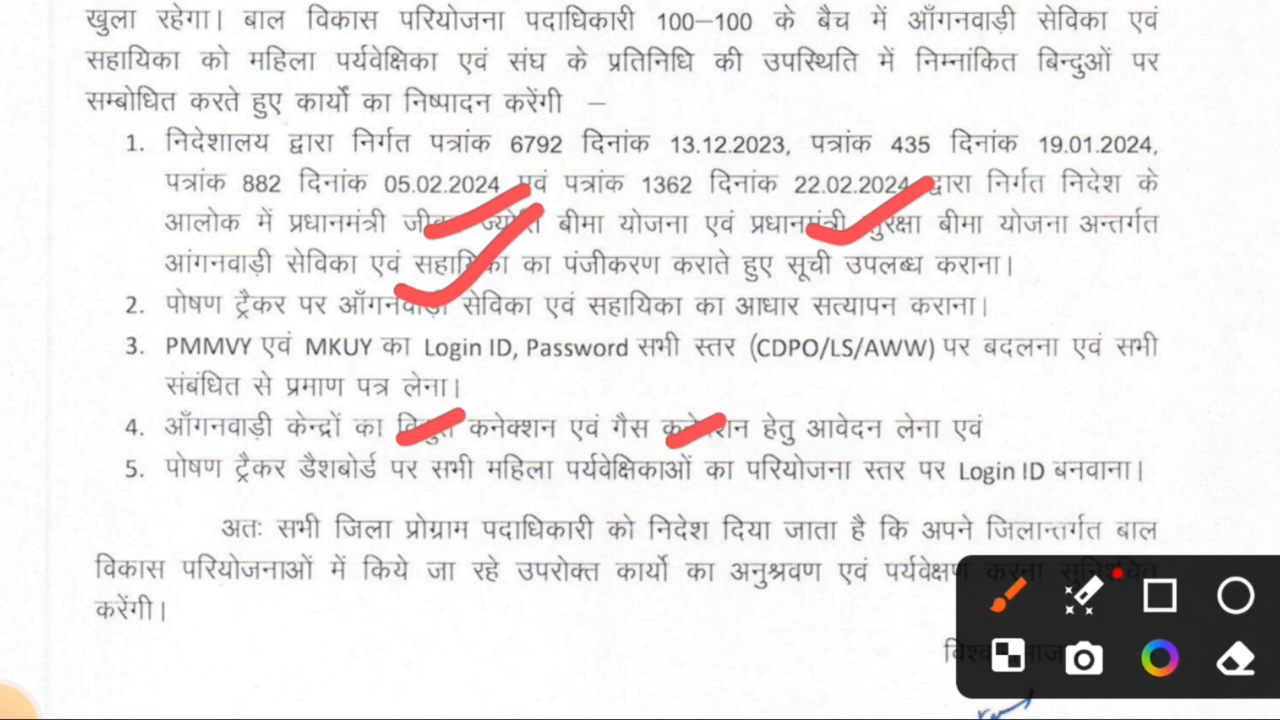 खुला रहेगा। बाल विकास परियोजना पदाधिकारी 100–100 के बैच में आँगनवाड़ी सेविका एवं
सहायिका को महिला पर्यवेक्षिका एवं संघ के प्रतिनिधि की उपस्थिति में निम्नांकित बिन्दुओं पर
सम्बोधित करते हुए कार्यों का निष्पादन करेंगी –
1. निदेशालय द्वारा निर्गत पत्रांक 6792 दिनांक 13.12.2023, पत्रांक 435 दिनांक 19.01.2024,
पत्रांक 882 दिनांक 05.02.2024 एवं पत्रांक 1362 दिनांक 22.02.2024 द्वारा निर्गत निदेश के
आलोक में प्रधानमंत्री जीवन ज्योति बीमा योजना एवं प्रधानमंत्री सुरक्षा बीमा योजना अन्तर्गत
आंगनवाड़ी सेविका एवं सहायिका का पंजीकरण कराते हुए सूची उपलब्ध कराना।
2. पोषण ट्रैकर पर आँगनवाड़ी सेविका एवं सहायिका का आधार सत्यापन कराना।
3. PMMVY एवं MKUY का Login ID, Password सभी स्तर (CDPO/LS/AWW) पर बदलना एवं सभी
संबंधित से प्रमाण पत्र लेना।
4. आँगनवाड़ी केन्द्रों का विद्युत कनेक्शन एवं गैस कनेक्शन हेतु आवेदन लेना एवं
5. पोषण ट्रैकर डैशबोर्ड पर सभी महिला पर्यवेक्षिकाओं का परियोजना स्तर पर Login ID बनवाना।
अतः सभी जिला प्रोग्राम पदाधिकारी को निदेश दिया जाता है कि अपने जिलान्तर्गत बाल
विकास परियोजनाओं में किये जा रहे उपरोक्त कार्यो का अनुश्रवण एवं पर्यवेक्षण करना सुनिश्चित
करेंगी।